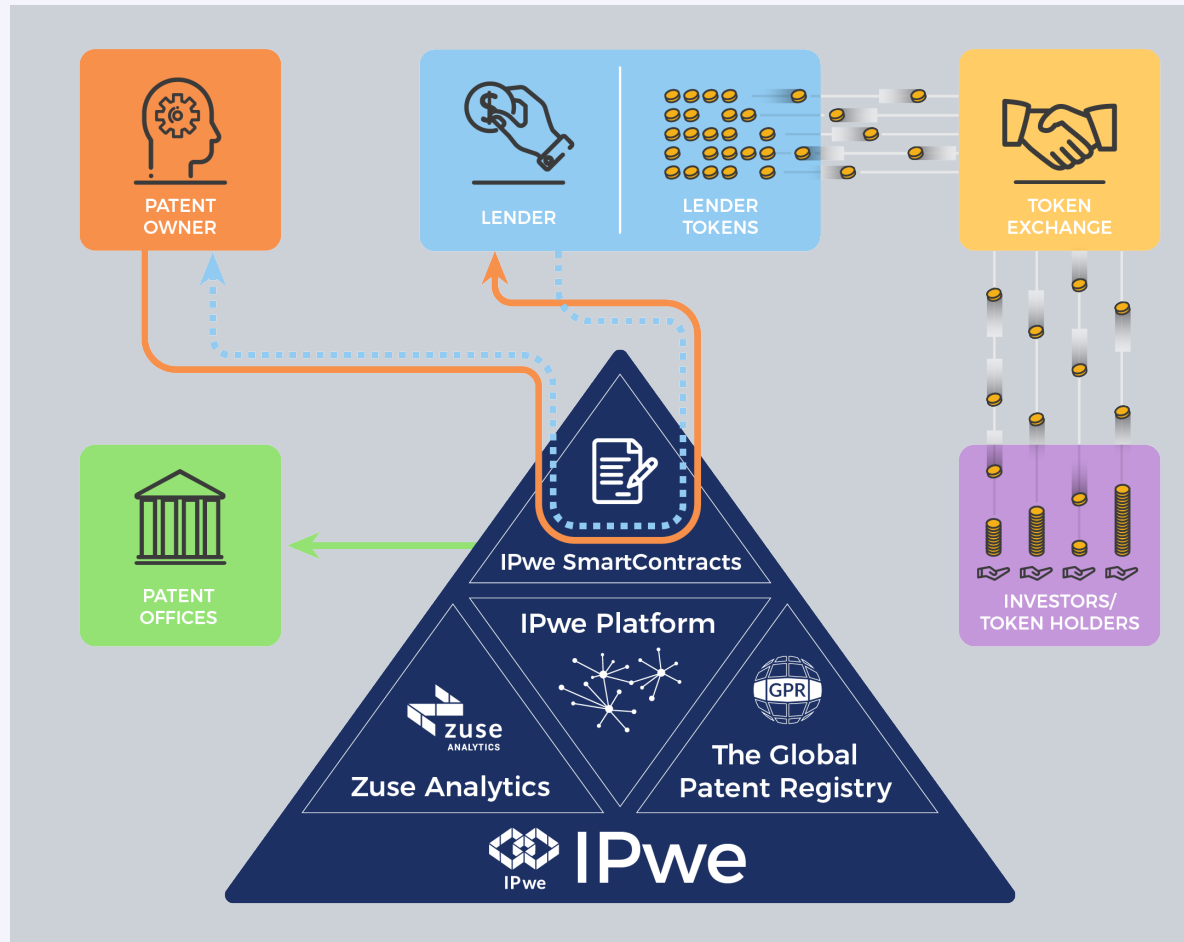 PATENT
OWNER
LENDER
LENDER
TOKENS
TOKEN
EXCHANGE
PATENT
OFFICES
IPwe SmartContracts
INVESTORS/
TOKEN HOLDERS
IPwe Platform
zuse
ANALYTICS
Zuse Analytics
GPR
The Global
Patent Registry
IPwe
IPwe